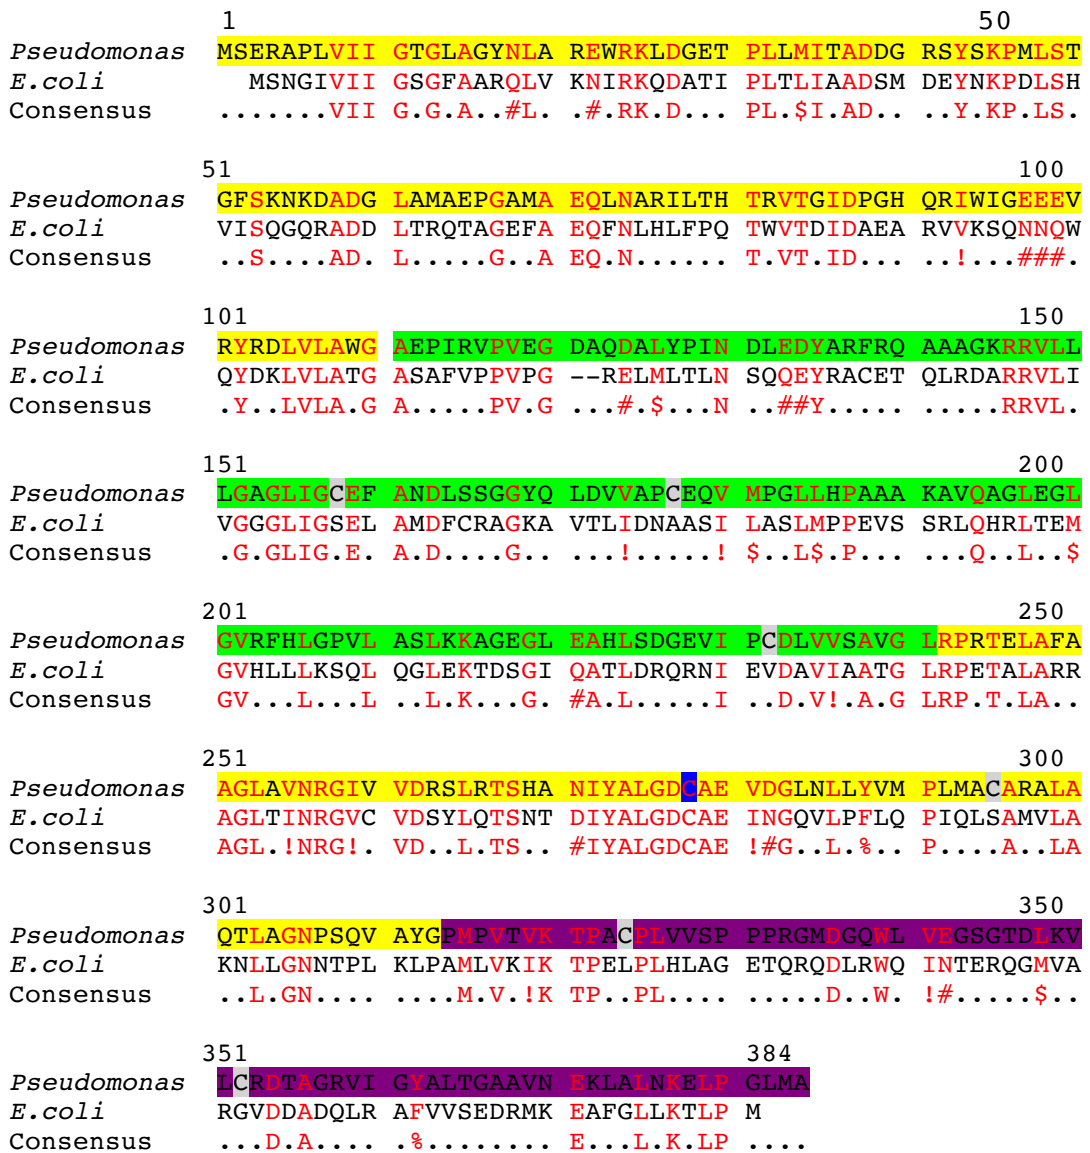 1 50
Pseudomonas MSERAPLVII GTGLAGYNLA REWRKLDGET PLLMITADDG RSYSKPMLST
E.coli MSNGIVII GSGFAARQLV KNIRKQDATI PLTLIAADSM DEYNKPDLSH
Consensus .......VII G.G.A..#L. .#.RK.D... PL.$I.AD.. ..Y.KP.LS.
51 100
Pseudomonas GFSKNKDADG LAMAEPGAMA EQLNARILTH TRVTGIDPGH QRIWIGEEEV
E.coli VISQGQRADD LTRQTAGEFA EQFNLHLFPQ TWVTDIDAEA RVVKSQNNQW
Consensus ..S....AD. L.....G..A EQ.N...... T.VT.ID... ..!...###.
101 150
Pseudomonas RYRDLVLAWG AEPIRVPVEG DAQDALYPIN DLEDYARFRQ AAAGKRRVLL
E.coli QYDKLVLATG ASAFVPPVPG --RELMLTLN SQQEYRACET QLRDARRVLI
Consensus .Y..LVLA.G A.....PV.G ...#.$...N ..##Y..... .....RRVL.
151 200
Pseudomonas LGAGLIGCEF ANDLSSGGYQ LDVVAPCEQV MPGLLHPAAA KAVQAGLEGL
E.coli VGGGLIGSEL AMDFCRAGKA VTLIDNAASI LASLMPPEVS SRLQHRLTEM
Consensus .G.GLIG.E. A.D....G.. ...!.....! $..L$.P... ...Q..L..$
201 250
Pseudomonas GVRFHLGPVL ASLKKAGEGL EAHLSDGEVI PCDLVVSAVG LRPRTELAFA
E.coli GVHLLLKSQL QGLEKTDSGI QATLDRQRNI EVDAVIAATG LRPETALARR
Consensus GV...L...L ..L.K...G. #A.L.....I ..D.V!.A.G LRP.T.LA..
251 300
Pseudomonas AGLAVNRGIV VDRSLRTSHA NIYALGDCAE VDGLNLLYVM PLMACARALA
E.coli AGLTINRGVC VDSYLQTSNT DIYALGDCAE INGQVLPFLQ PIQLSAMVLA
Consensus AGL.!NRG!. VD..L.TS.. #IYALGDCAE !#G..L.%.. P....A..LA
301 350
Pseudomonas QTLAGNPSQV AYGPMPVTVK TPACPLVVSP PPRGMDGQWL VEGSGTDLKV
E.coli KNLLGNNTPL KLPAMLVKIK TPELPLHLAG ETQRQDLRWQ INTERQGMVA
Consensus ..L.GN.... ....M.V.!K TP..PL.... .....D..W. !#.....$..
351 384
Pseudomonas LCRDTAGRVI GYALTGAAVN EKLALNKELP GLMA
E.coli RGVDDADQLR AFVVSEDRMK EAFGLLKTLP M
Consensus ...D.A.... .%........ E...L.K.LP ....